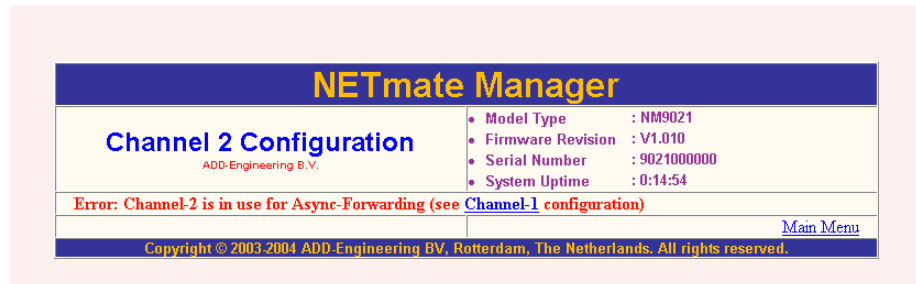 NETmate Manager
Channel 2 Configuration
ADD-Engineering B.V.
• Model Type : NM9021
• Firmware Revision : V1.010
• Serial Number : 9021000000
• System Uptime : 0:14:54
Error: Channel-2 is in use for Async-Forwarding (see Channel-1 configuration)
Main Menu
Copyright © 2003-2004 ADD-Engineering BV, Rotterdam, The Netherlands. All rights reserved.